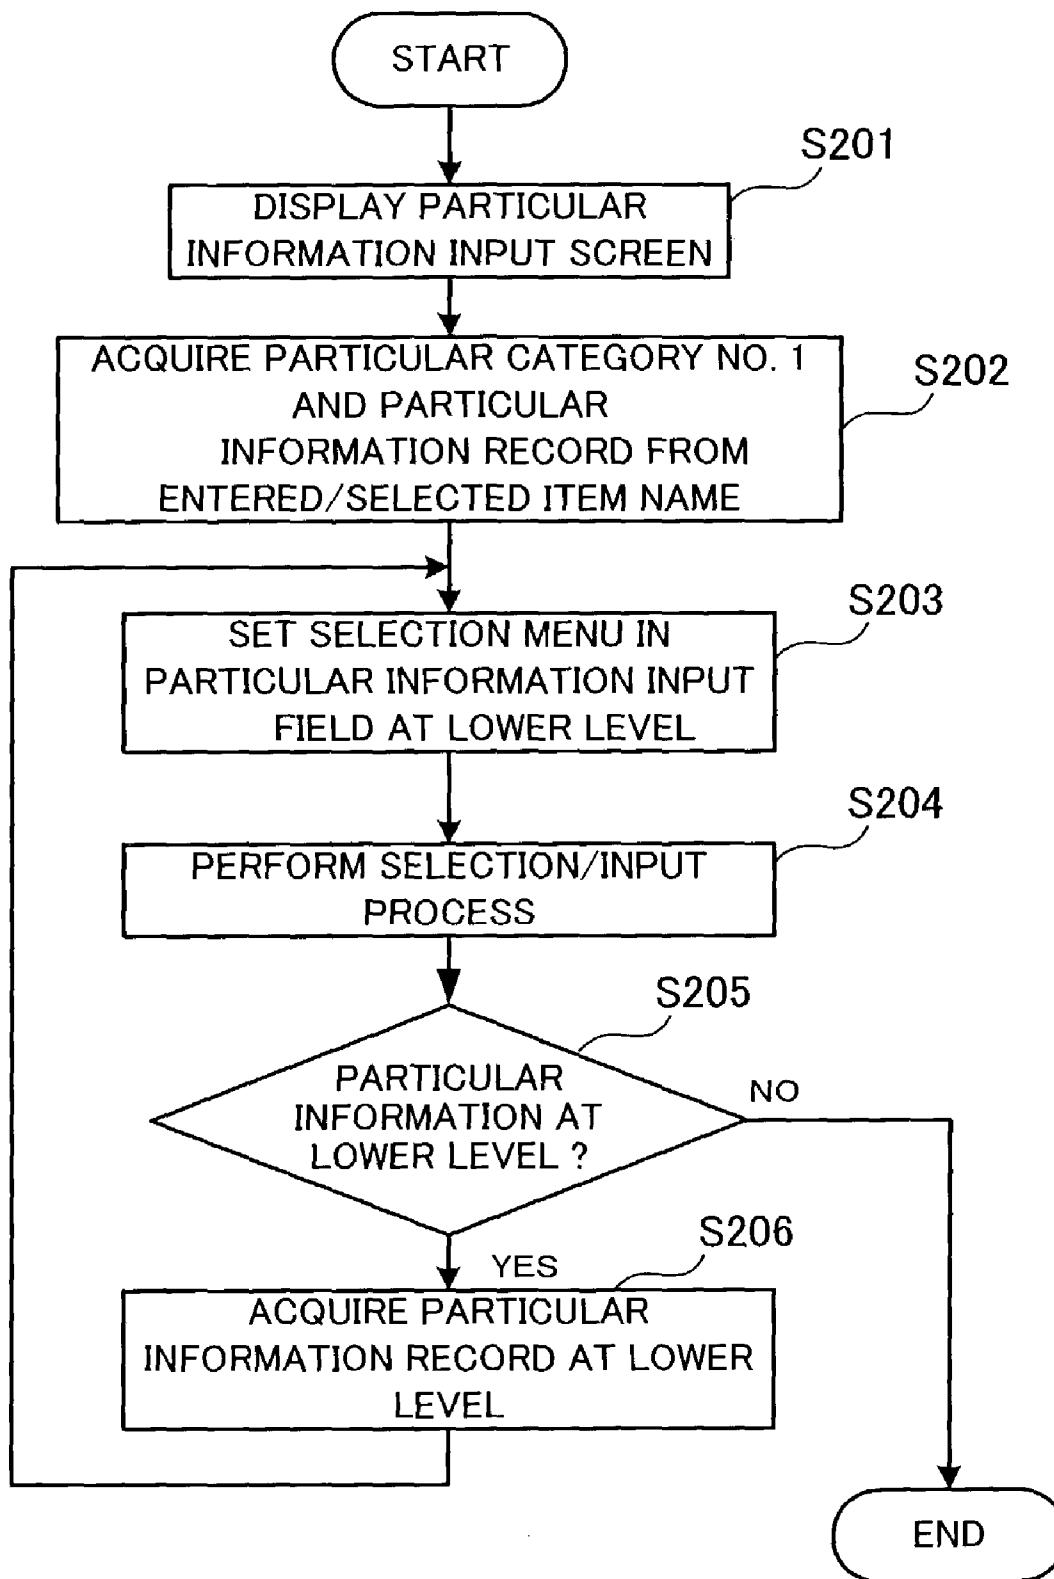 START
S201
DISPLAY PARTICULAR
INFORMATION INPUT SCREEN
S202
ACQUIRE PARTICULAR CATEGORY NO. 1
AND PARTICULAR
INFORMATION RECORD FROM
ENTERED/SELECTED ITEM NAME
S203
SET SELECTION MENU IN
PARTICULAR INFORMATION INPUT
FIELD AT LOWER LEVEL
S204
PERFORM SELECTION/INPUT
PROCESS
S205
PARTICULAR
INFORMATION AT
LOWER LEVEL ?
NO
YES
S206
ACQUIRE PARTICULAR
INFORMATION RECORD AT LOWER
LEVEL
END